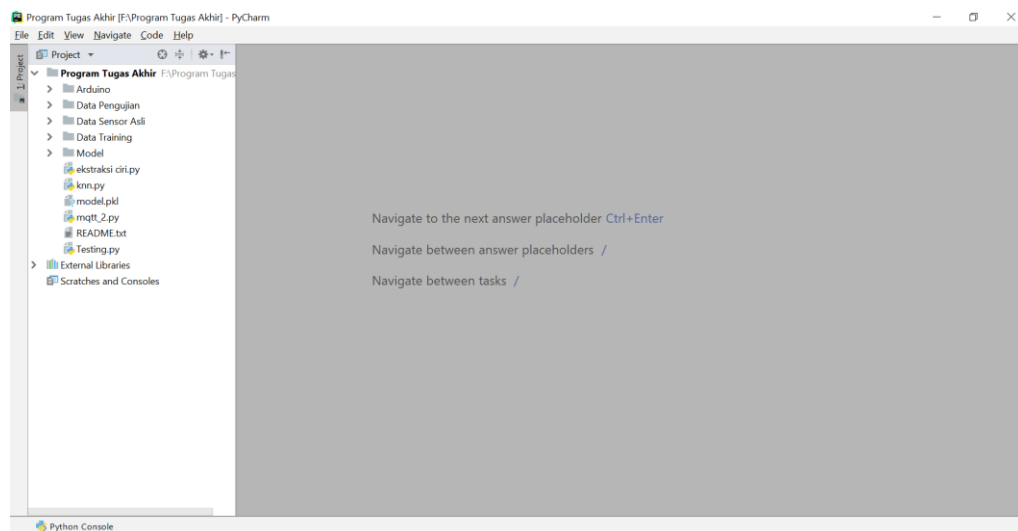 Program Tugas Akhir [F:\Program Tugas Akhir] - PyCharm
File Edit View Navigate Code Help
1: Project
Project
Program Tugas Akhir F:\Program Tugas
Arduino
Data Pengujian
Data Sensor Asli
Data Training
Model
ekstraksi ciri.py
knn.py
model.pkl
mqtt_2.py
README.txt
Testing.py
External Libraries
Scratches and Consoles
Navigate to the next answer placeholder Ctrl+Enter
Navigate between answer placeholders /
Navigate between tasks /
Python Console